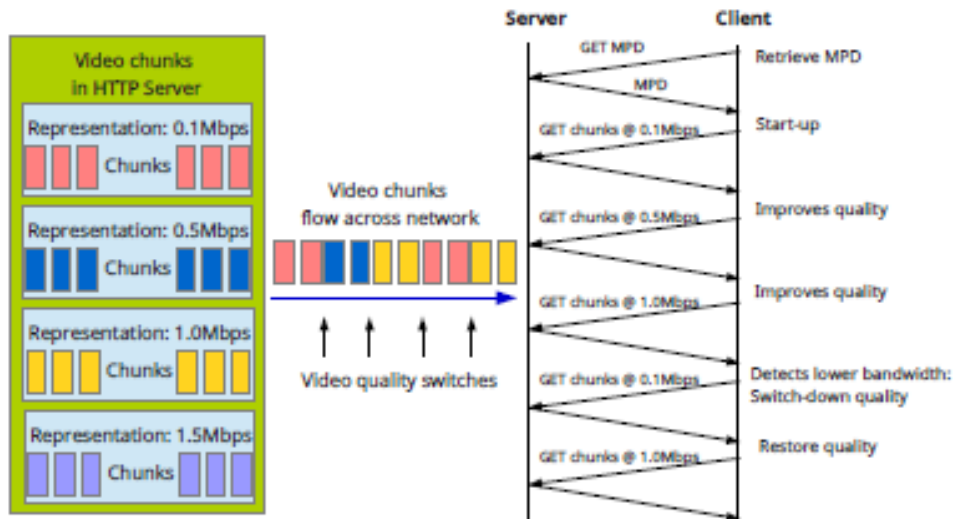 Video chunks
in HTTP Server
Representation: 0.1Mbps
Chunks
Representation: 0.5Mbps
Chunks
Representation: 1.0Mbps
Chunks
Representation: 1.5Mbps
Chunks
Video chunks
flow across network
Video quality switches
Server
Client
GET MPD
Retrieve MPD
MPD
GET chunks @ 0.1Mbps
Start-up
GET chunks @ 0.5Mbps
Improves quality
GET chunks @ 1.0Mbps
Improves quality
GET chunks @ 0.1Mbps
Detects lower bandwidth:
Switch-down quality
GET chunks @ 1.0Mbps
Restore quality